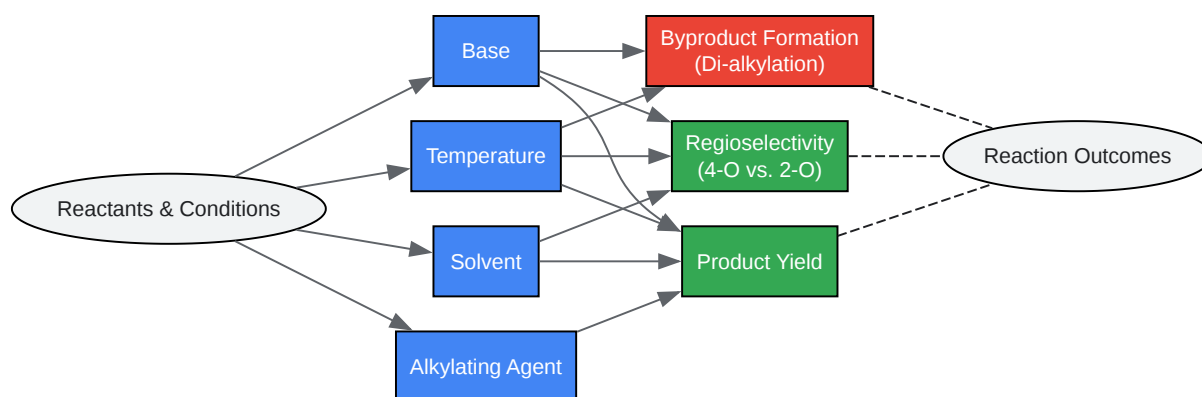 Base
Byproduct Formation
(Di-alkylation)
Temperature
Regioselectivity
(4-O vs. 2-O)
Reaction Outcomes
Reactants & Conditions
Solvent
Product Yield
Alkylating Agent